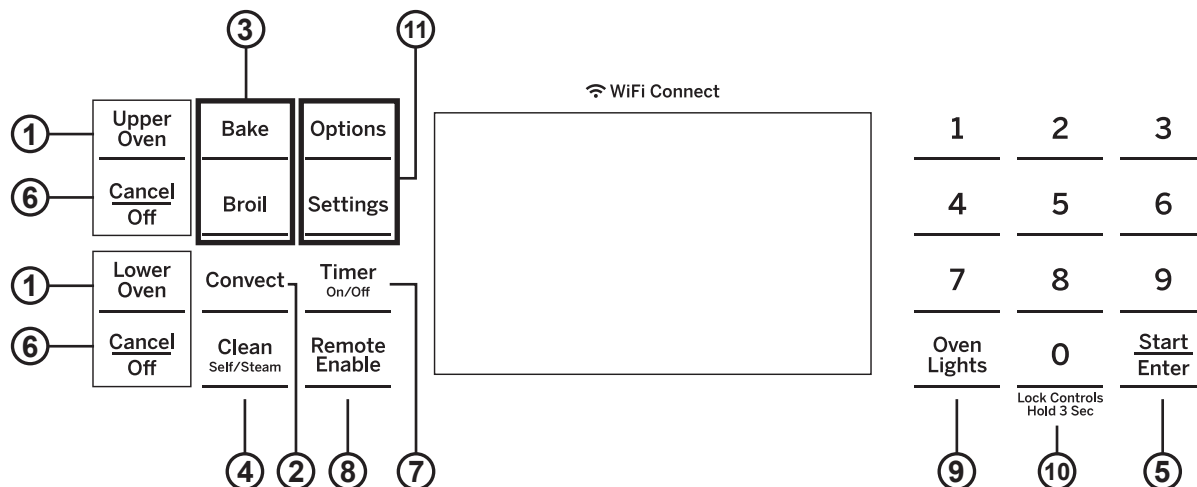 3
11
WiFi Connect
1
Upper
Oven
Bake
Options
1
2
3
6
Cancel
Off
Broil
Settings
4
5
6
1
Lower
Oven
Convect
Timer
On/Off
7
8
9
6
Cancel
Off
Clean
Self/Steam
Remote
Enable
Oven
Lights
0
Start
Enter
Lock Controls
Hold 3 Sec
4
2
8
7
9
10
5